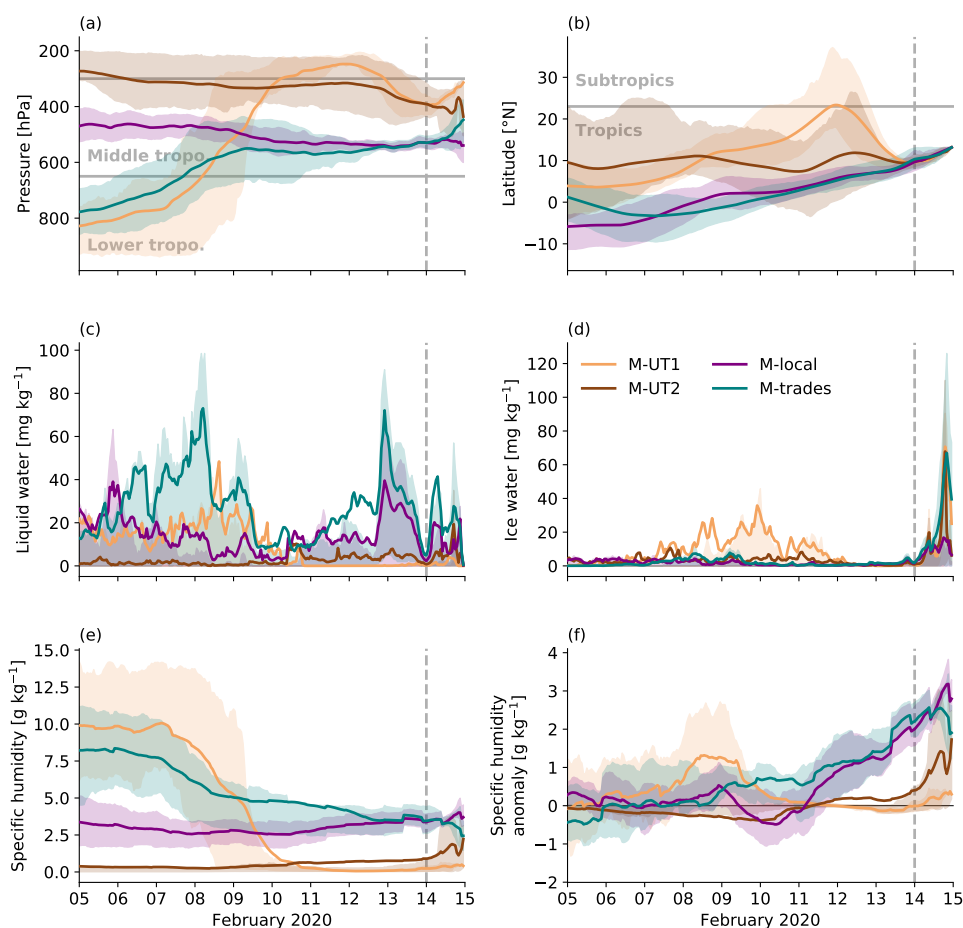 (a)
200
400
600
800
Pressure [hPa]
Middle tropo.
Lower tropo.
(b)
30
20
10
0
−10
Latitude [°N]
Subtropics
Tropics
(c)
100
80
60
40
20
0
Liquid water [mg kg⁻¹]
(d)
120
100
80
60
40
20
0
Ice water [mg kg⁻¹]
M-UT1
M-UT2
M-local
M-trades
(e)
15.0
12.5
10.0
7.5
5.0
2.5
0.0
Specific humidity [g kg⁻¹]
05 06 07 08 09 10 11 12 13 14 15
February 2020
(f)
4
3
2
1
0
−1
−2
Specific humidity
anomaly [g kg⁻¹]
05 06 07 08 09 10 11 12 13 14 15
February 2020